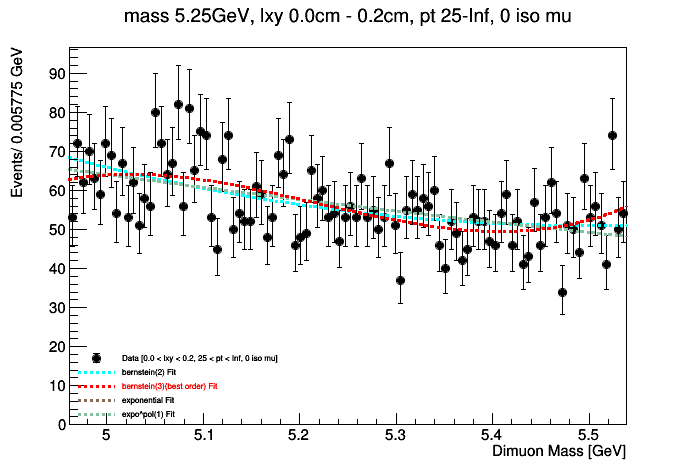 mass 5.25GeV, lxy 0.0cm - 0.2cm, pt 25-Inf, 0 iso mu
Events/ 0.005775 GeV
90
80
70
60
50
40
30
20
10
0
Data [0.0 < lxy < 0.2, 25 < pt < Inf, 0 iso mu]
bernstein(2) Fit
bernstein(3)(best order) Fit
exponential Fit
expo^pol(1) Fit
5 5.1 5.2 5.3 5.4 5.5
Dimuon Mass [GeV]